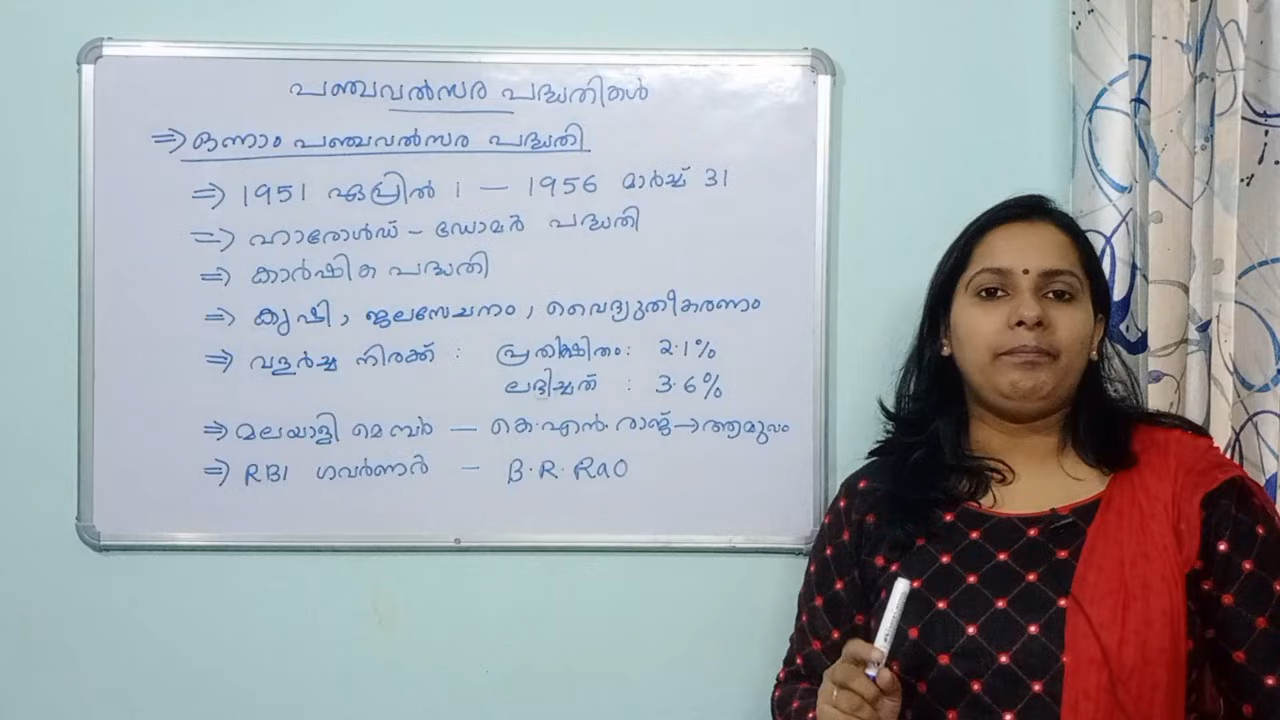 പഞ്ചവൽസര പദ്ധതികൾ
⇒ ഒന്നാം പഞ്ചവൽസര പദ്ധതി
⇒ 1951 ഏപ്രിൽ 1 — 1956 മാർച്ച് 31
⇒ ഹാരോൾഡ് - ഡോമർ പദ്ധതി
⇒ കാർഷിക പദ്ധതി
⇒ കൃഷി, ജലസേചനം, വൈദ്യുതീകരണം
⇒ വളർച്ച നിരക്ക് : പ്രതീക്ഷിതം: 2.1%
ലഭിച്ചത് : 3.6%
⇒ മലയാളി മെമ്പർ — കെ.എൻ. രാജ് → ആമുഖം
⇒ RBI ഗവർണർ — B.R. Rao